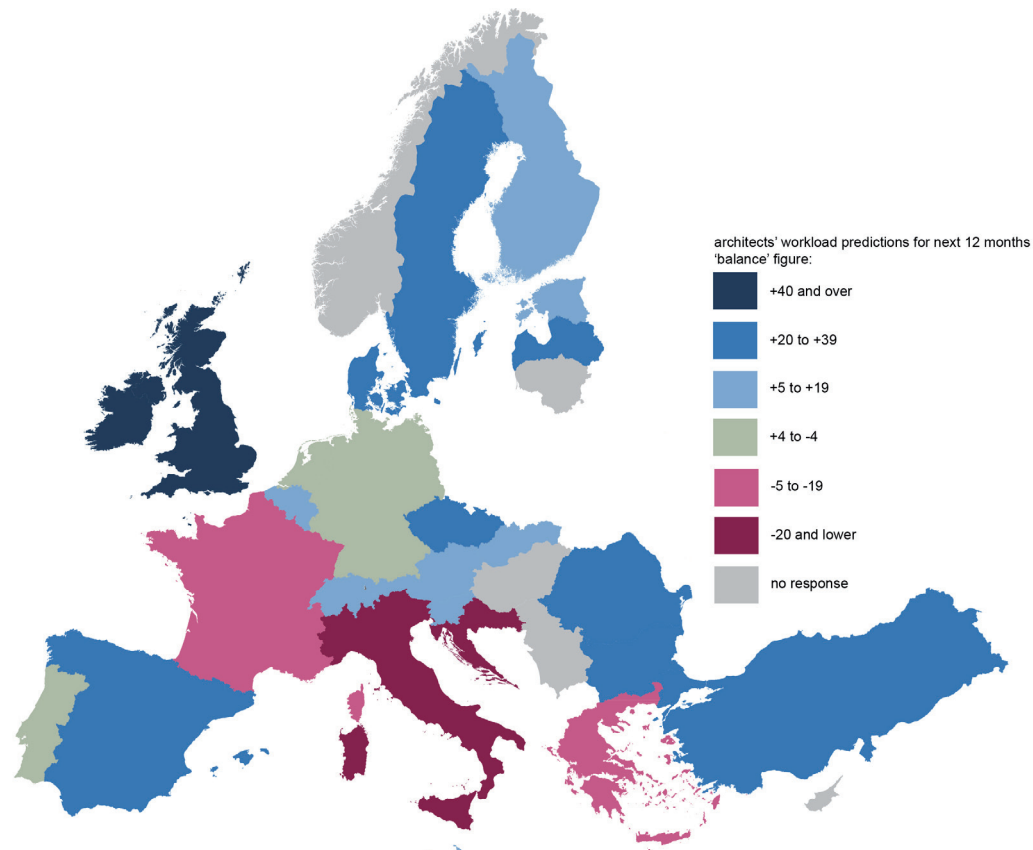 architects' workload predictions for next 12 months
'balance' figure:
+40 and over
+20 to +39
+5 to +19
+4 to -4
-5 to -19
-20 and lower
no response